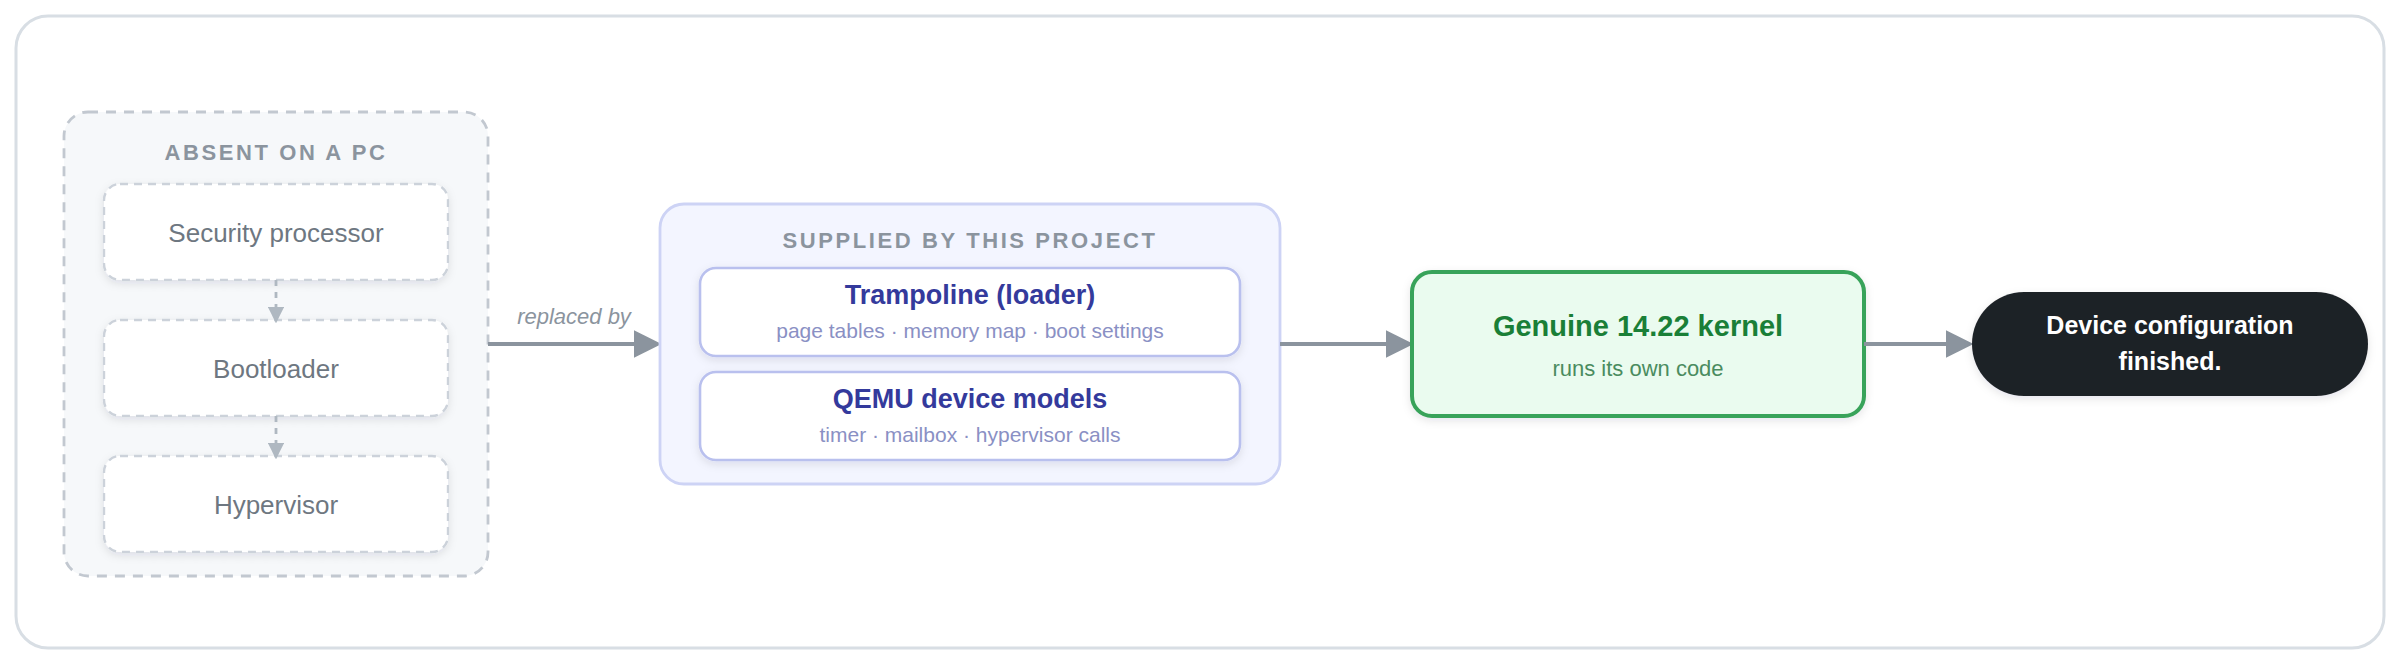 ABSENT ON A PC
Security processor
Bootloader
Hypervisor
replaced by
SUPPLIED BY THIS PROJECT
Trampoline (loader)
page tables · memory map · boot settings
QEMU device models
timer · mailbox · hypervisor calls
Genuine 14.22 kernel
runs its own code
Device configuration
finished.